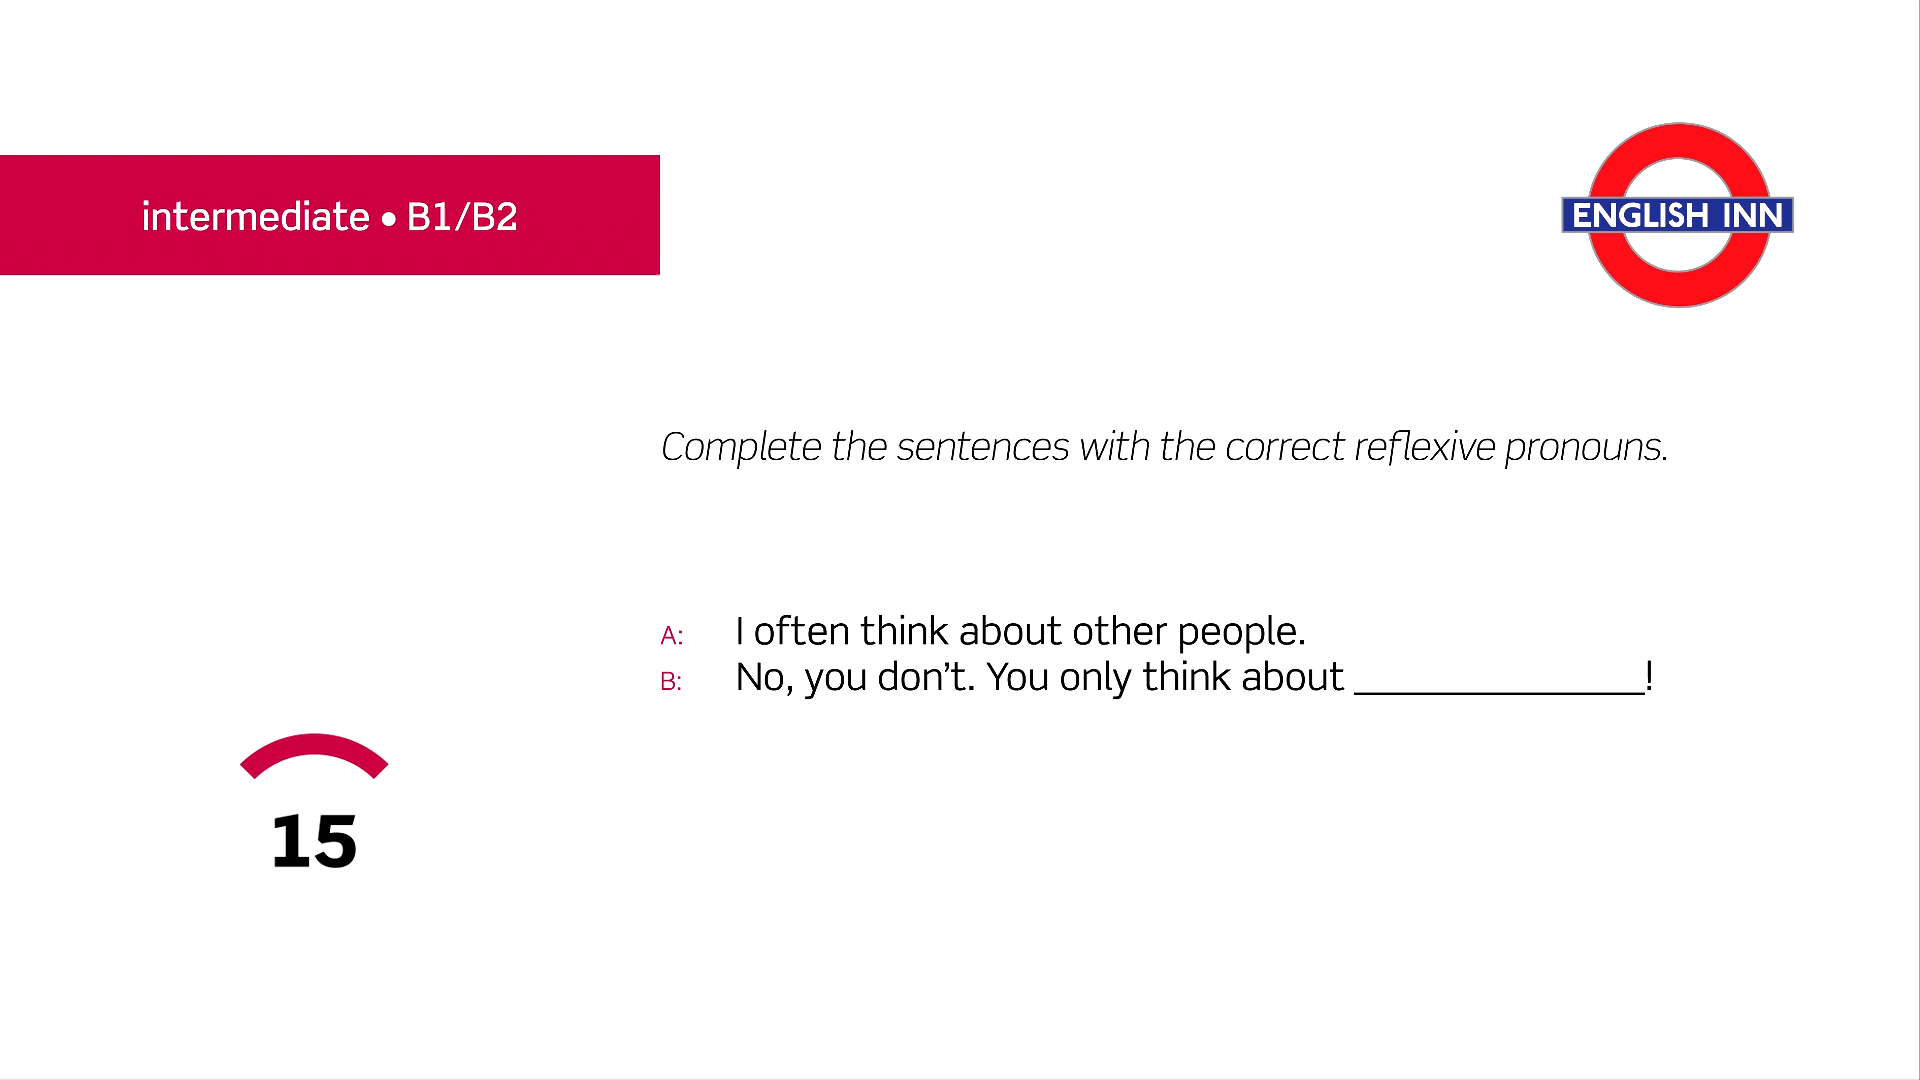 intermediate • B1/B2
ENGLISH INN
Complete the sentences with the correct reflexive pronouns.
A: I often think about other people.
B: No, you don’t. You only think about ______________!
15